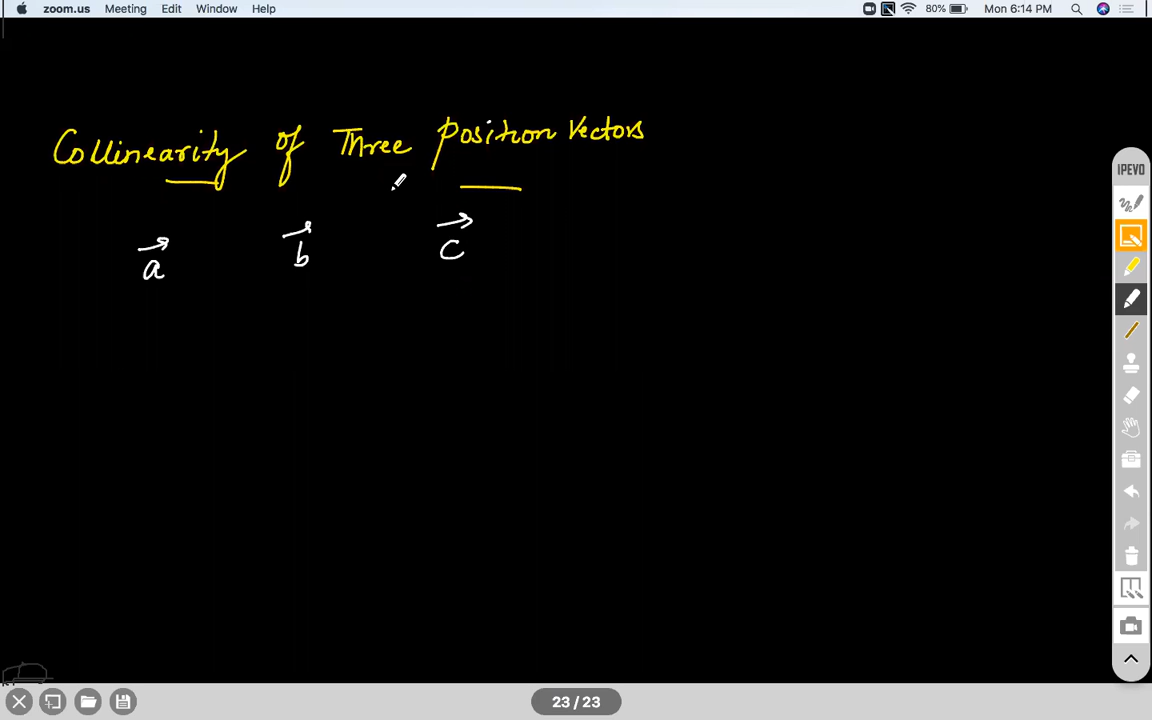 zoom.us Meeting Edit Window Help 80% Mon 6:14 PM
Collinearity of Three Position Vectors
a⃗ b⃗ c⃗
IPEVO
23 / 23